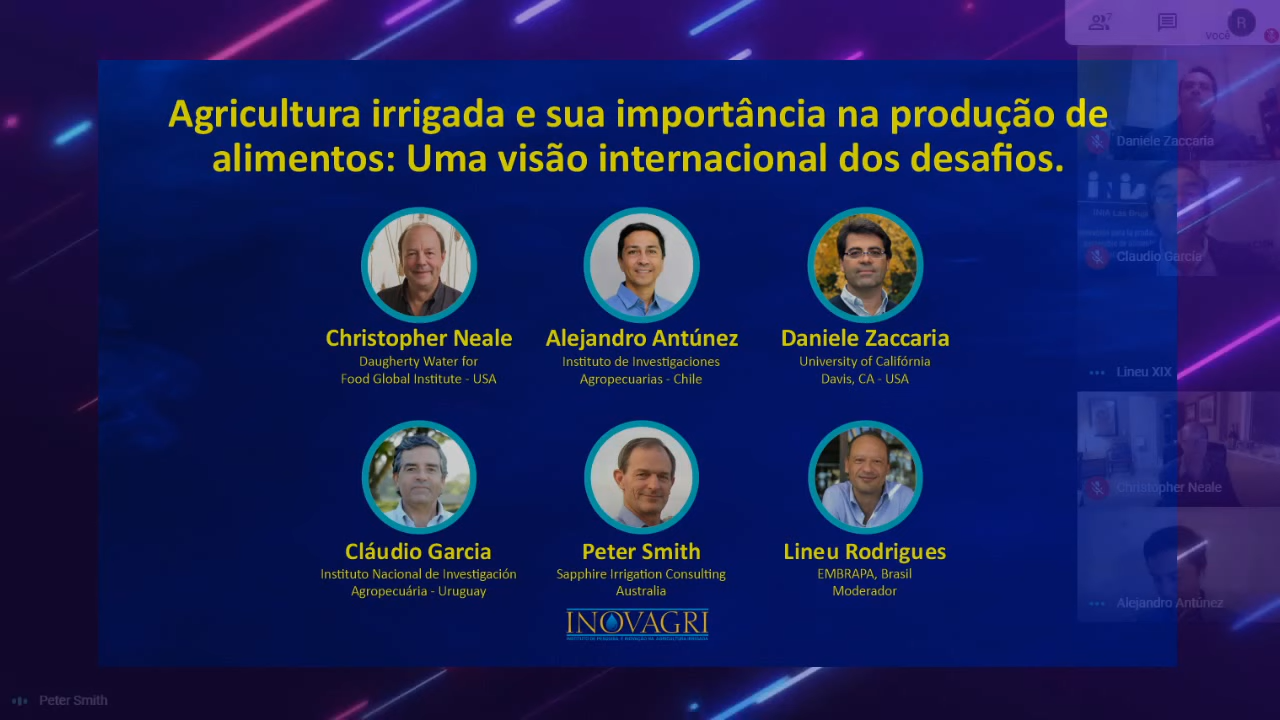 Agricultura irrigada e sua importância na produção de
alimentos: Uma visão internacional dos desafios.
Christopher Neale
Daugherty Water for
Food Global Institute - USA
Alejandro Antúnez
Instituto de Investigaciones
Agropecuarias - Chile
Daniele Zaccaria
University of Califórnia
Davis, CA - USA
Cláudio Garcia
Instituto Nacional de Investigación
Agropecuária - Uruguay
Peter Smith
Sapphire Irrigation Consulting
Australia
Lineu Rodrigues
EMBRAPA, Brasil
Moderador
INOVAGRI
7
você
R
Daniele Zaccaria
Claudio García
Lineu XIX
Christopher Neale
Alejandro Antúnez
Peter Smith